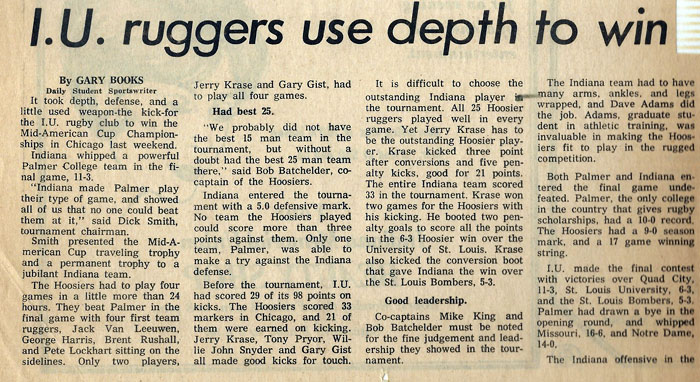 I.U. ruggers use depth to win
By GARY BOOKS
Daily Student Sportswriter
It took depth, defense, and a
little used weapon-the kick-for
the I.U. rugby club to win the
Mid-American Cup Champion-
ships in Chicago last weekend.
Indiana whipped a powerful
Palmer College team in the fi-
nal game, 11-3.
"Indiana made Palmer play
their type of game, and showed
all of us that no one could beat
them at it," said Dick Smith,
tournament chairman.
Smith presented the Mid-A-
merican Cup traveling trophy
and a permanent trophy to a
jubilant Indiana team.
The Hoosiers had to play four
games in a little more than 24
hours. They beat Palmer in the
final game with four first team
ruggers, Jack Van Leeuwen,
George Harris, Brent Rushall,
and Pete Lockhart sitting on the
sidelines. Only two players,
Jerry Krase and Gary Gist, had
to play all four games.
Had best 25.
"We probably did not have
the best 15 man team in the
tournament, but without a
doubt had the best 25 man team
there," said Bob Batchelder, co-
captain of the Hoosiers.
Indiana entered the tourna-
ment with a 5.0 defensive mark.
No team the Hoosiers played
could score more than three
points against them. Only one
team, Palmer, was able to
make a try against the Indiana
defense.
Before the tournament, I.U.
had scored 29 of its 98 points on
kicks. The Hoosiers scored 33
markers in Chicago, and 21 of
them were earned on kicking.
Jerry Krase, Tony Pryor, Wil-
lie John Snyder and Gary Gist
all made good kicks for touch.
It is difficult to choose the
outstanding Indiana player in
the tournament. All 25 Hoosier
ruggers played well in every
game. Yet Jerry Krase has to
be the outstanding Hoosier play-
er. Krase kicked three point
after conversions and five pen-
alty kicks, good for 21 points.
The entire Indiana team scored
33 in the tournament. Krase won
two games for the Hoosiers with
his kicking. He booted two pen-
alty goals to score all the points
in the 6-3 Hoosier win over the
University of St. Louis. Krase
also kicked the conversion boot
that gave Indiana the win over
the St. Louis Bombers, 5-3.
Good leadership.
Co-captains Mike King and
Bob Batchelder must be noted
for the fine judgement and lead-
ership they showed in the tour-
nament.
The Indiana team had to have
many arms, ankles, and legs
wrapped, and Dave Adams did
the job. Adams, graduate stu-
dent in athletic training, was
invaluable in making the Hoos-
iers fit to play in the rugged
competition.
Both Palmer and Indiana en-
tered the final game unde-
feated. Palmer, the only college
in the country that gives rugby
scholarships, had a 10-0 record.
The Hoosiers had a 9-0 season
mark, and a 17 game winning
string.
I.U. made the final contest
with victories over Quad City,
11-3, St. Louis University, 6-3,
and the St. Louis Bombers, 5-3.
Palmer had drawn a bye in the
opening round, and whipped
Missouri, 16-6, and Notre Dame,
14-0.
The Indiana offensive in the